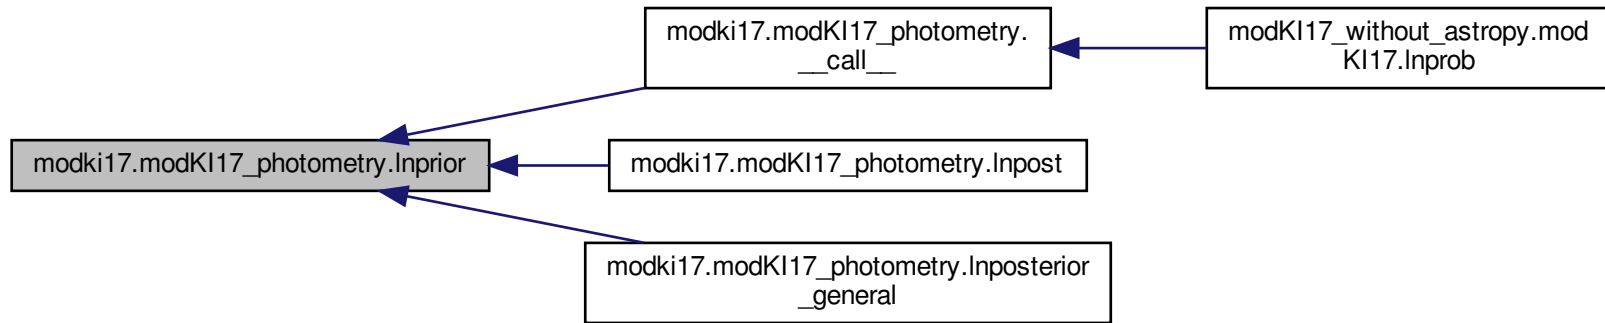 modki17.modKI17_photometry.
__call__
modKI17_without_astropy.mod
KI17.lnprob
modki17.modKI17_photometry.lnprior
modki17.modKI17_photometry.lnpost
modki17.modKI17_photometry.lnposterior
_general